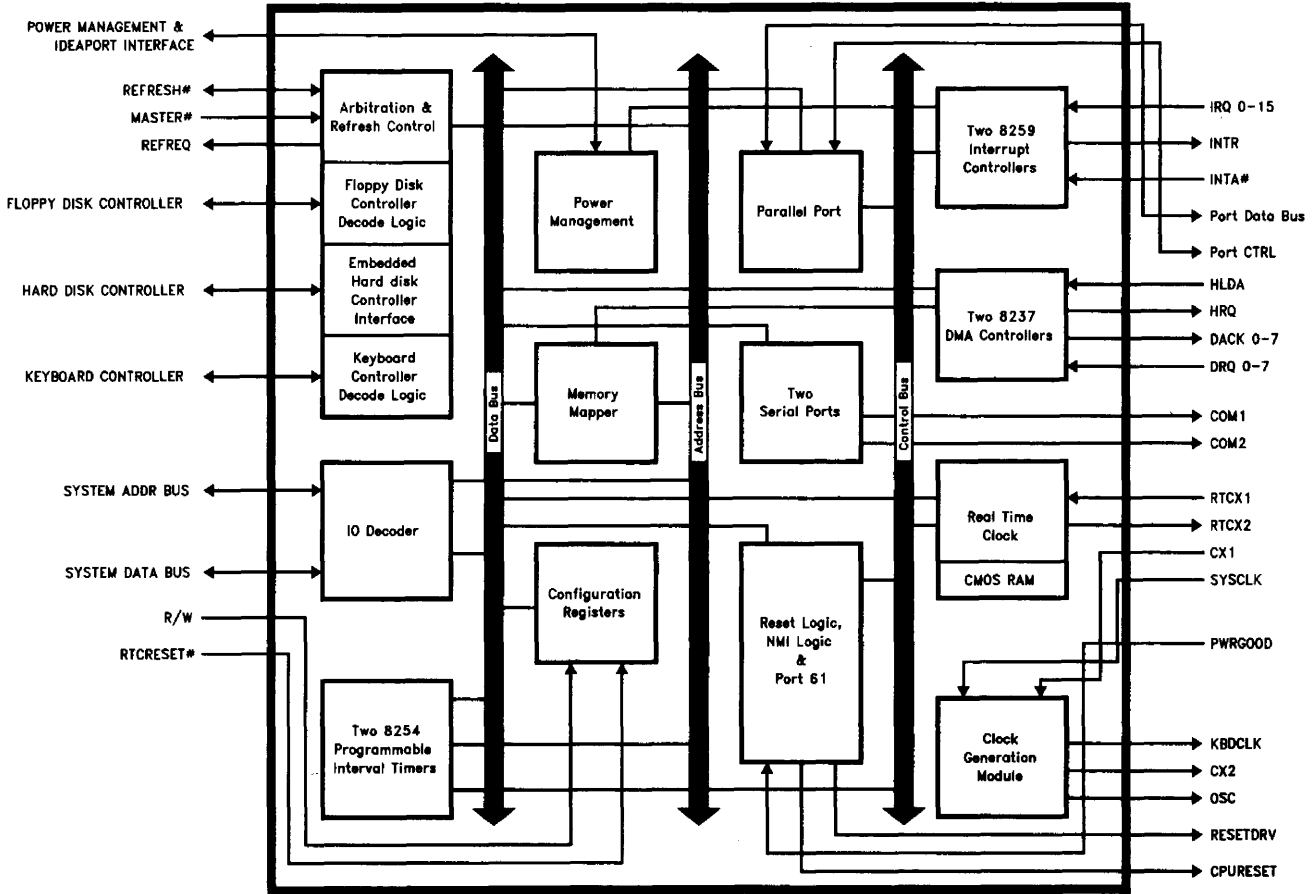 POWER MANAGEMENT &
IDEAPORT INTERFACE
REFRESH#
MASTER#
REFREQ
FLOPPY DISK CONTROLLER
HARD DISK CONTROLLER
KEYBOARD CONTROLLER
SYSTEM ADDR BUS
SYSTEM DATA BUS
R/W
RTCRESET#
Arbitration &
Refresh Control
Floppy Disk
Controller
Decode Logic
Embedded
Hard disk
Controller
Interface
Keyboard
Controller
Decode Logic
IO Decoder
Two 8254
Programmable
Interval Timers
Data Bus
Power
Management
Memory
Mapper
Configuration
Registers
Address Bus
Parallel Port
Two
Serial Ports
Reset Logic,
NMI Logic
&
Port 61
Control Bus
Two 8259
Interrupt
Controllers
Two 8237
DMA Controllers
Real Time
Clock
CMOS RAM
Clock
Generation
Module
IRQ 0-15
INTR
INTA#
Port Data Bus
Port CTRL
HLDA
HRQ
DACK 0-7
DRQ 0-7
COM1
COM2
RTCX1
RTCX2
CX1
SYSCLK
PWRGOOD
KBDCLK
CX2
OSC
RESETDRV
CPURESET